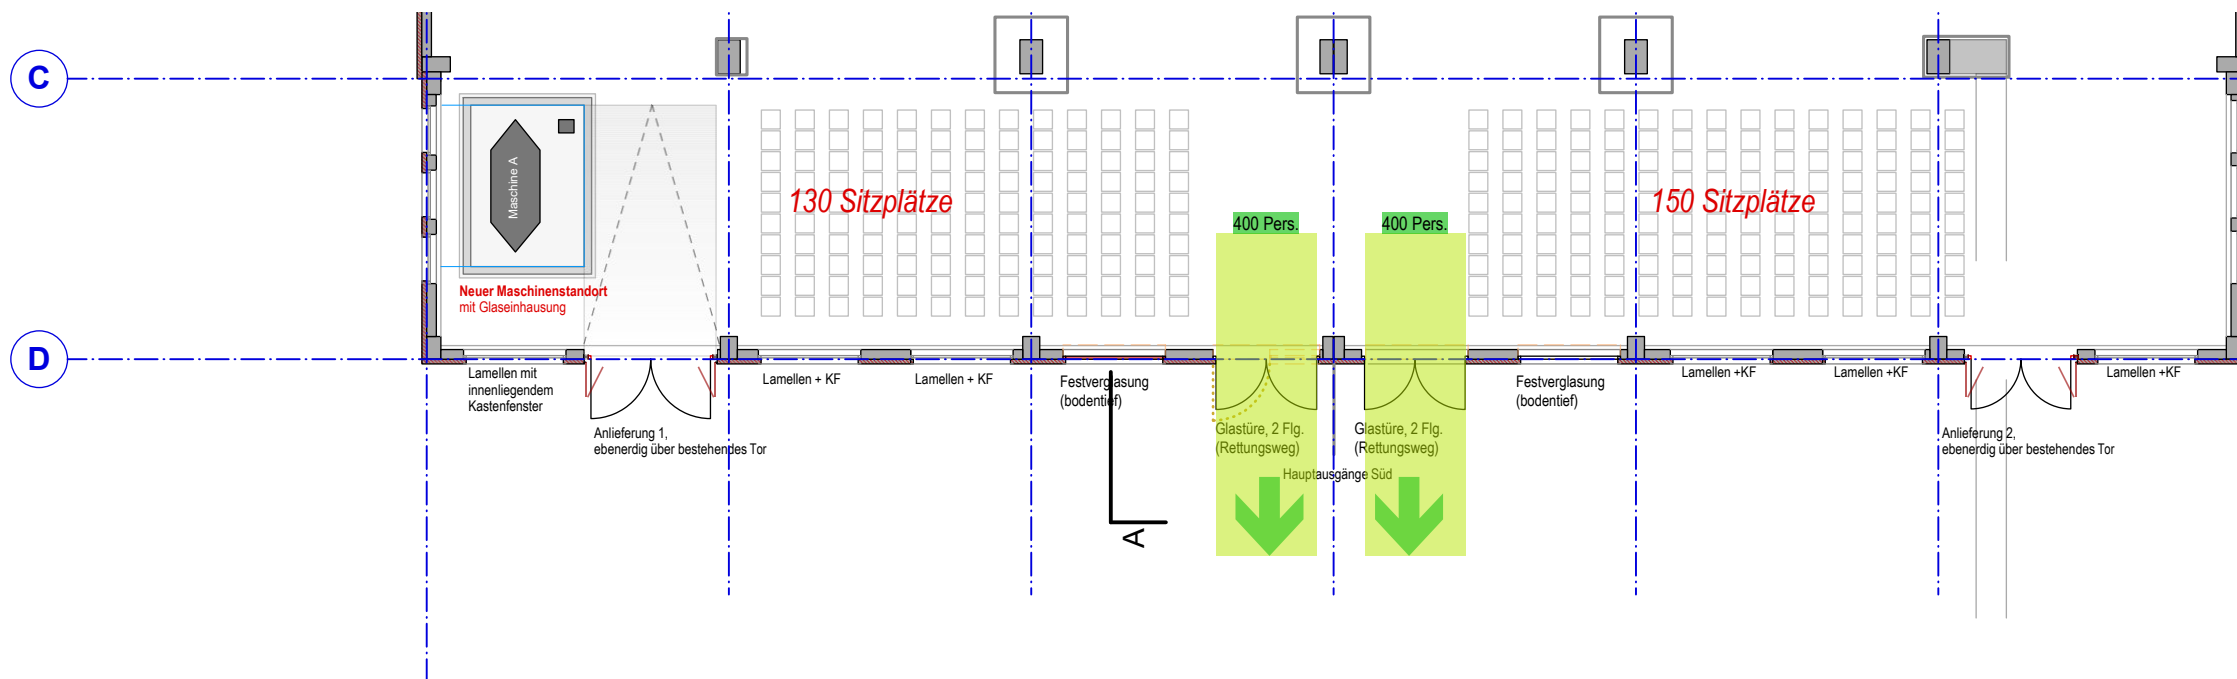 C
Maschine A
130 Sitzplätze
150 Sitzplätze
400 Pers.
400 Pers.
Neuer Maschinenstandort
mit Glaseinhausung
D
Lamellen mit
innenliegendem
Kastenfenster
Lamellen + KF
Lamellen + KF
Festverglasung
(bodentief)
Festverglasung
(bodentief)
Lamellen +KF
Lamellen +KF
Lamellen +KF
Anlieferung 1,
ebenerdig über bestehendes Tor
Glastüre, 2 Flg.
(Rettungsweg)
Glastüre, 2 Flg.
(Rettungsweg)
Hauptausgänge Süd
Anlieferung 2,
ebenerdig über bestehendes Tor
A